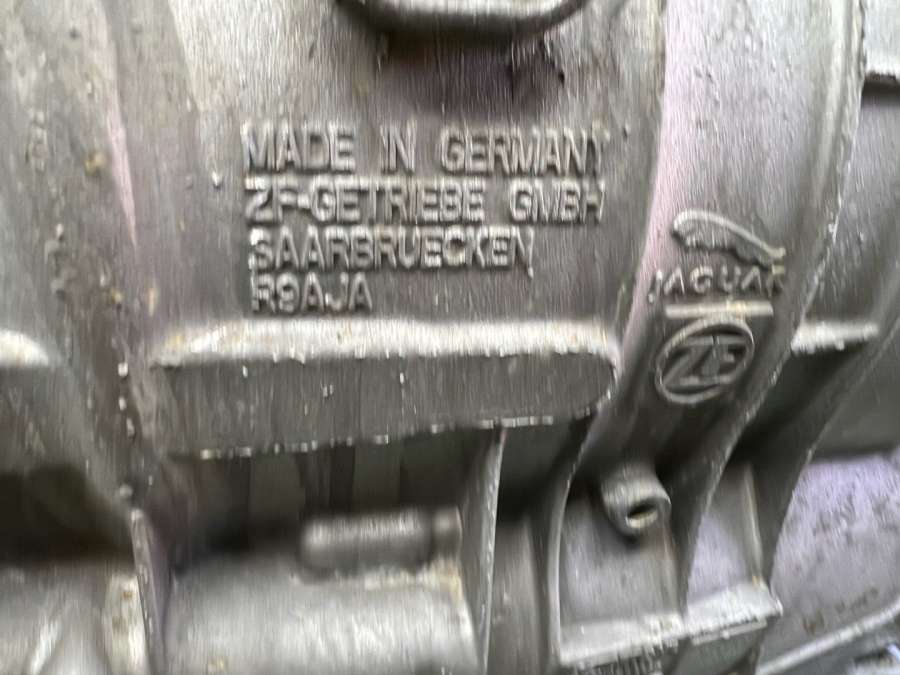 MADE IN GERMANY
ZF-GETRIEBE GMBH
SAARBRUECKEN
R9AJA
JAGUAR
ZF